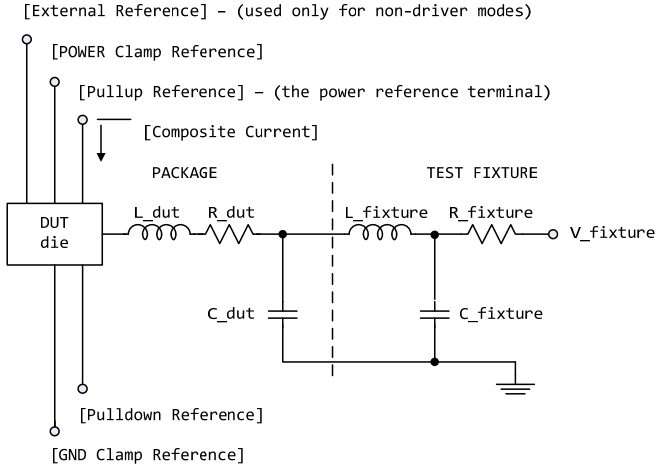 [External Reference] – (used only for non-driver modes)
[POWER Clamp Reference]
[Pullup Reference] – (the power reference terminal)
[Composite Current]
PACKAGE
TEST FIXTURE
DUT
die
L_dut
R_dut
L_fixture
R_fixture
V_fixture
C_dut
C_fixture
[Pulldown Reference]
[GND Clamp Reference]